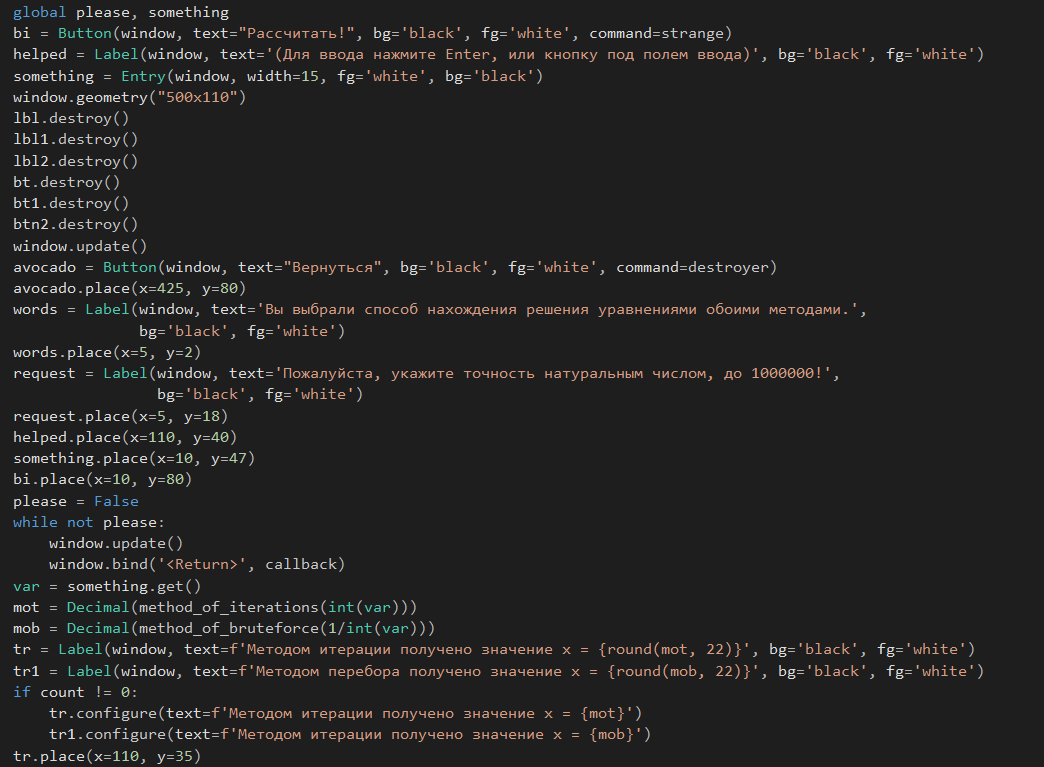 global please, something
bi = Button(window, text="Рассчитать!", bg='black', fg='white', command=strange)
helped = Label(window, text='(Для ввода нажмите Enter, или кнопку под полем ввода)', bg='black', fg='white')
something = Entry(window, width=15, fg='white', bg='black')
window.geometry("500x110")
lbl.destroy()
lbl1.destroy()
lbl2.destroy()
bt.destroy()
bt1.destroy()
btn2.destroy()
window.update()
avocado = Button(window, text="Вернуться", bg='black', fg='white', command=destroyer)
avocado.place(x=425, y=80)
words = Label(window, text='Вы выбрали способ нахождения решения уравнениями обоими методами.',
              bg='black', fg='white')
words.place(x=5, y=2)
request = Label(window, text='Пожалуйста, укажите точность натуральным числом, до 1000000!',
                bg='black', fg='white')
request.place(x=5, y=18)
helped.place(x=110, y=40)
something.place(x=10, y=47)
bi.place(x=10, y=80)
please = False
while not please:
    window.update()
    window.bind('<Return>', callback)
var = something.get()
mot = Decimal(method_of_iterations(int(var)))
mob = Decimal(method_of_bruteforce(1/int(var)))
tr = Label(window, text=f'Методом итерации получено значение x = {round(mot, 22)}', bg='black', fg='white')
tr1 = Label(window, text=f'Методом перебора получено значение x = {round(mob, 22)}', bg='black', fg='white')
if count != 0:
    tr.configure(text=f'Методом итерации получено значение x = {mot}')
    tr1.configure(text=f'Методом итерации получено значение x = {mob}')
tr.place(x=110, y=35)